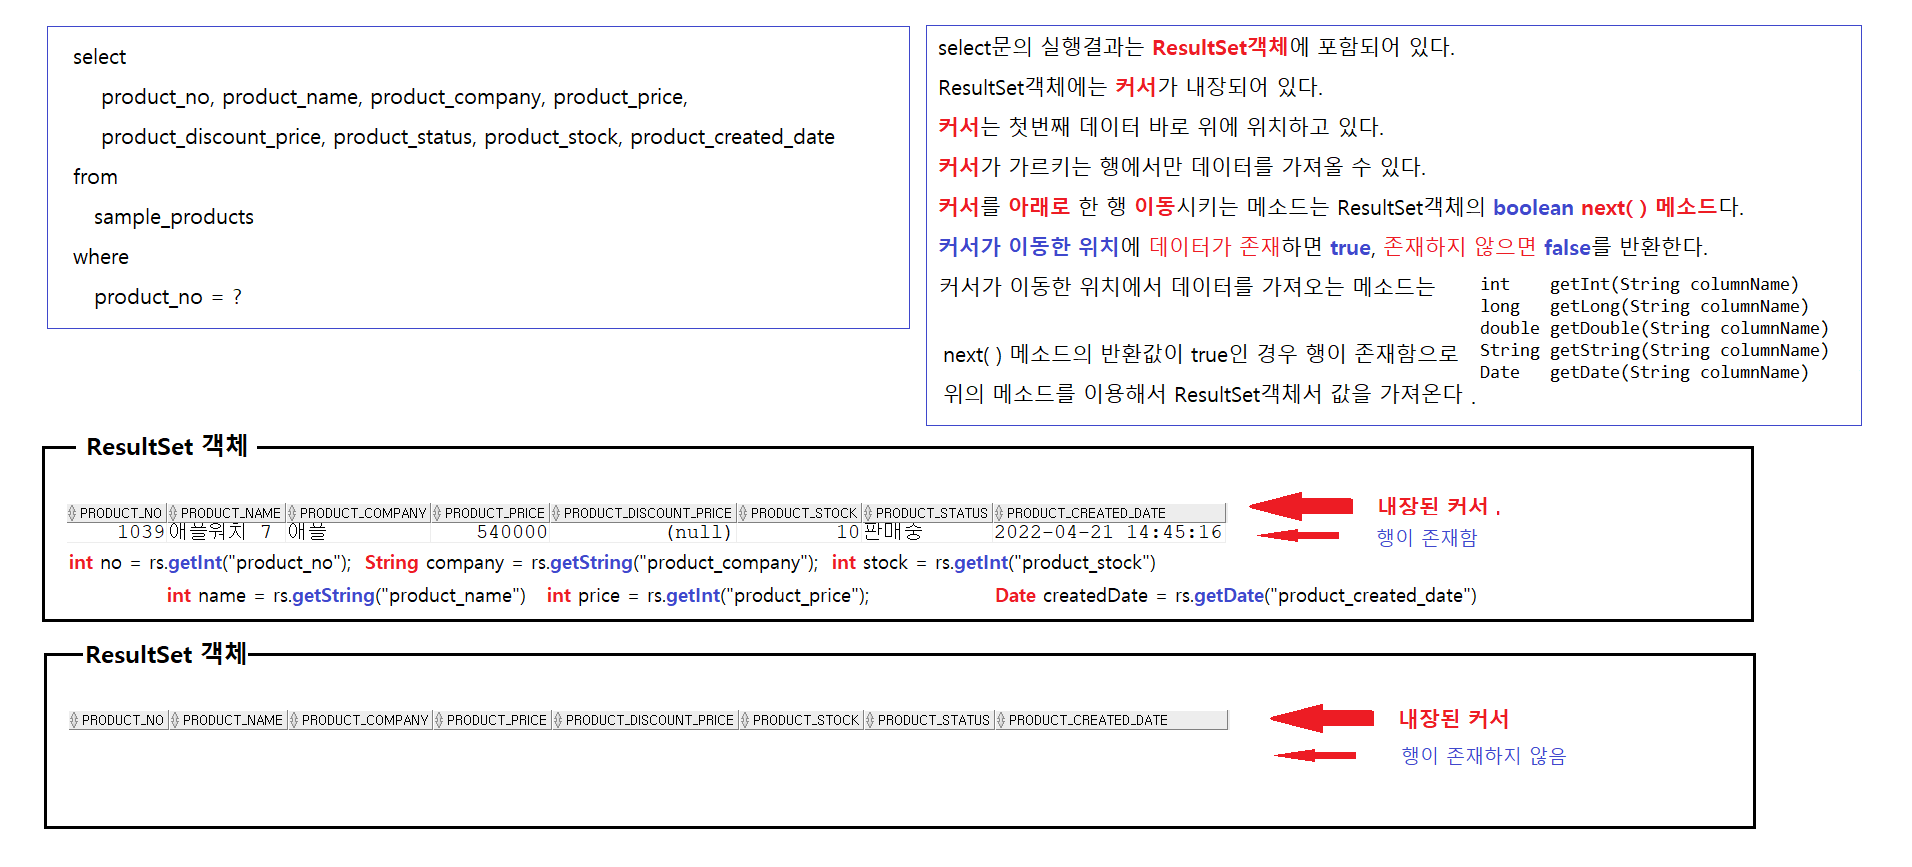 select
product_no, product_name, product_company, product_price,
product_discount_price, product_status, product_stock, product_created_date
from
sample_products
where
product_no = ?
select문의 실행결과는 ResultSet객체에 포함되어 있다.
ResultSet객체에는 커서가 내장되어 있다.
커서는 첫번째 데이터 바로 위에 위치하고 있다.
커서가 가르키는 행에서만 데이터를 가져올 수 있다.
커서를 아래로 한 행 이동시키는 메소드는 ResultSet객체의 boolean next( ) 메소드다.
커서가 이동한 위치에 데이터가 존재하면 true, 존재하지 않으면 false를 반환한다.
커서가 이동한 위치에서 데이터를 가져오는 메소드는
int getInt(String columnName)
long getLong(String columnName)
double getDouble(String columnName)
String getString(String columnName)
Date getDate(String columnName)
next( ) 메소드의 반환값이 true인 경우 행이 존재함으로
위의 메소드를 이용해서 ResultSet객체서 값을 가져온다 .
ResultSet 객체
PRODUCT_NO PRODUCT_NAME PRODUCT_COMPANY PRODUCT_PRICE PRODUCT_DISCOUNT_PRICE PRODUCT_STOCK PRODUCT_STATUS PRODUCT_CREATED_DATE
내장된 커서 .
1039 애플워치 7 애플 540000 (null) 10 판매중 2022-04-21 14:45:16
행이 존재함
int no = rs.getInt("product_no"); String company = rs.getString("product_company"); int stock = rs.getInt("product_stock")
int name = rs.getString("product_name") int price = rs.getInt("product_price"); Date createdDate = rs.getDate("product_created_date")
ResultSet 객체
PRODUCT_NO PRODUCT_NAME PRODUCT_COMPANY PRODUCT_PRICE PRODUCT_DISCOUNT_PRICE PRODUCT_STOCK PRODUCT_STATUS PRODUCT_CREATED_DATE
내장된 커서
행이 존재하지 않음